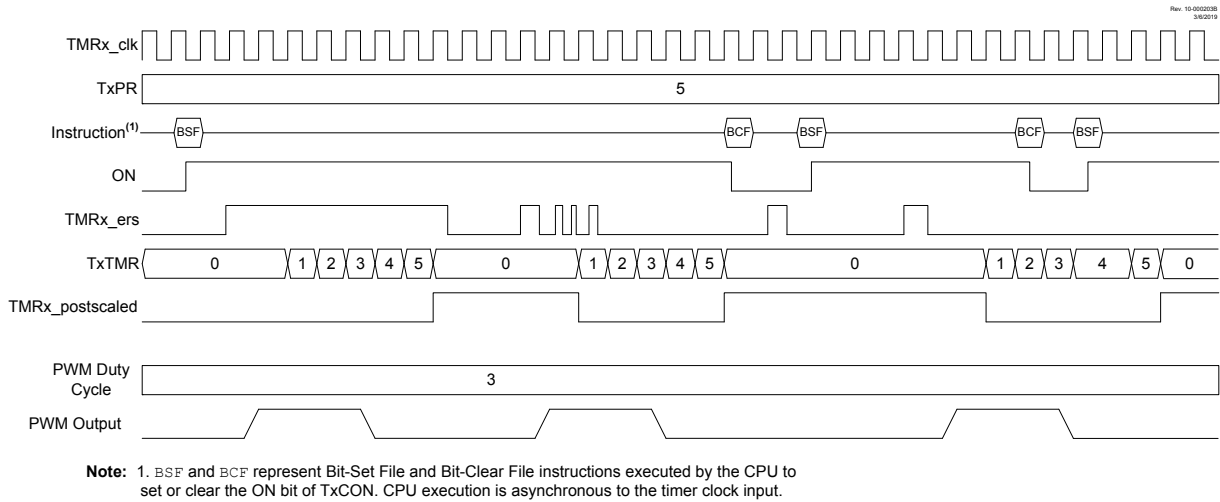 Rev. 10-000203B
3/6/2019
TMRx_clk
TxPR 5
Instruction(1) BSF BCF BSF BCF BSF
ON
TMRx_ers
TxTMR 0 1 2 3 4 5 0 1 2 3 4 5 0 1 2 3 4 5 0
TMRx_postscaled
PWM Duty
Cycle 3
PWM Output
Note: 1. BSF and BCF represent Bit-Set File and Bit-Clear File instructions executed by the CPU to
set or clear the ON bit of TxCON. CPU execution is asynchronous to the timer clock input.